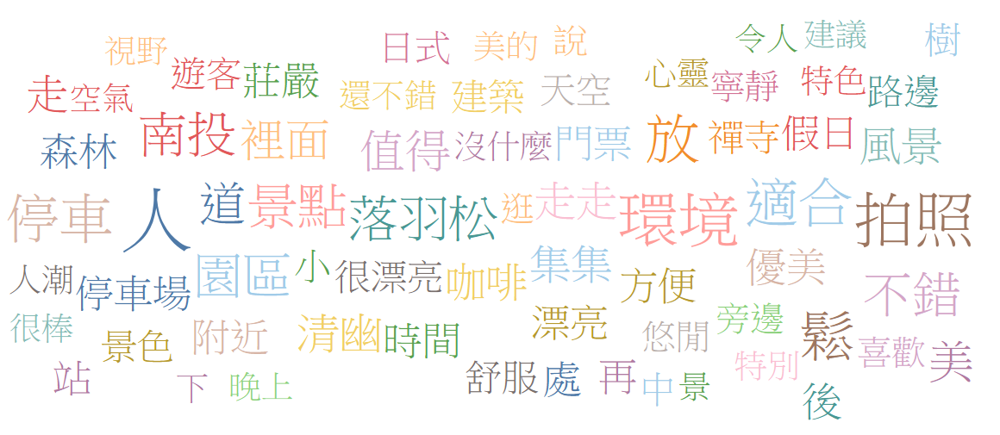 視野 日式 美的 說 令人 建議 樹
走 空氣 遊客 莊嚴 還不錯 建築 天空 心靈 寧靜 特色 路邊
森林 南投 裡面 值得 沒什麼 門票 放 禪寺 假日 風景
停車 人 道 景點 落羽松 逛 走走 環境 適合 拍照
人潮 停車場 園區 小 很漂亮 咖啡 集集 方便 優美 不錯
很棒 景色 附近 清幽 時間 漂亮 悠閒 旁邊 鬆 喜歡 美
站 下 晚上 舒服 處 再 中 景 特別 後